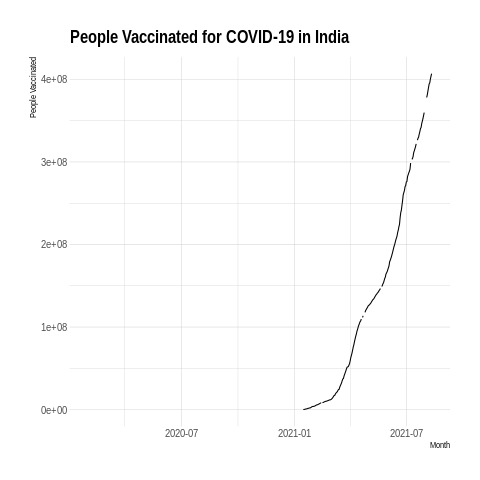 People Vaccinated for COVID-19 in India
People Vaccinated
4e+08
3e+08
2e+08
1e+08
0e+00
2020-07
2021-01
2021-07
Month